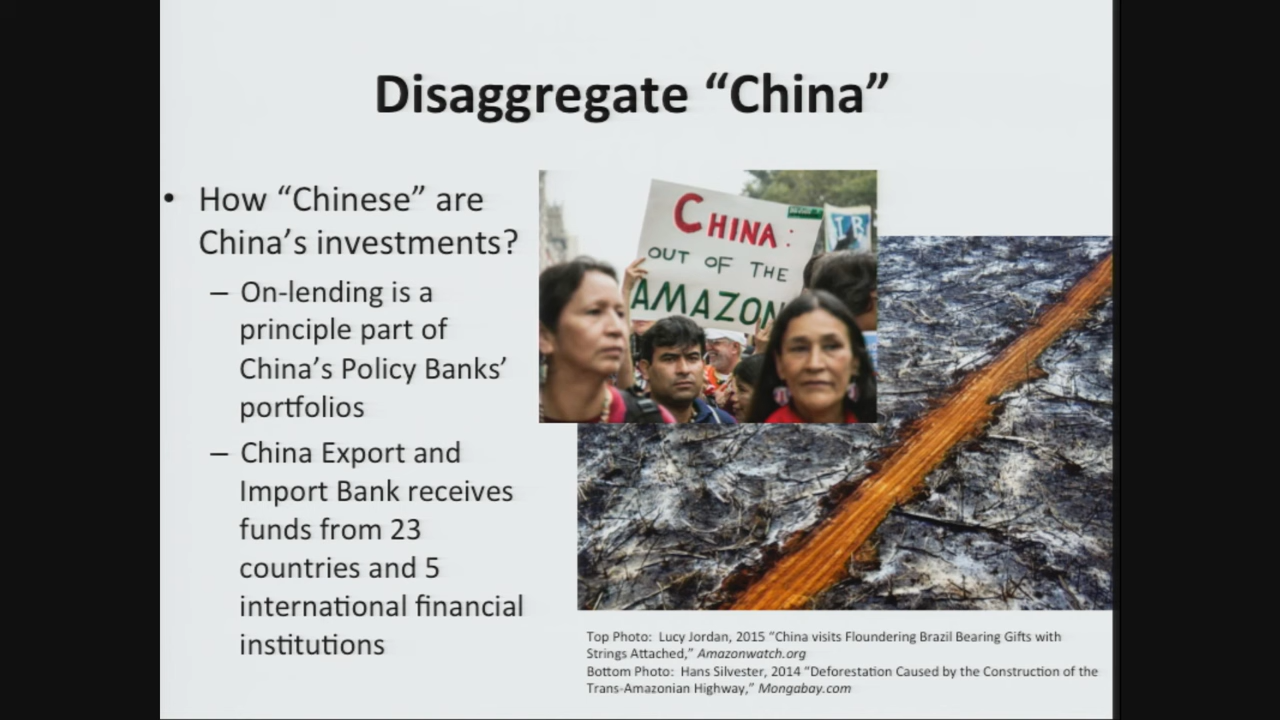 Disaggregate “China”
• How “Chinese” are
China’s investments?
– On-lending is a
principle part of
China’s Policy Banks’
portfolios
– China Export and
Import Bank receives
funds from 23
countries and 5
international financial
institutions
CHINA:
OUT OF THE
AMAZON
Top Photo: Lucy Jordan, 2015 “China visits Floundering Brazil Bearing Gifts with
Strings Attached,” Amazonwatch.org
Bottom Photo: Hans Silvester, 2014 “Deforestation Caused by the Construction of the
Trans-Amazonian Highway,” Mongabay.com